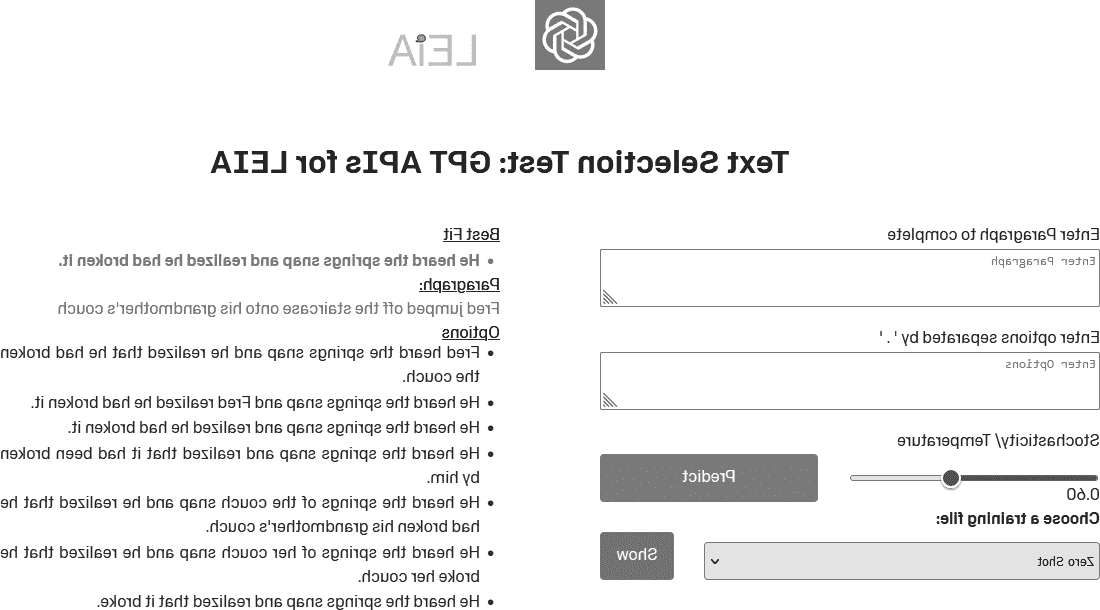 LEiA
Text Selection Test: GPT APIs for LEIA
Enter Paragraph to complete
Enter Paragraph
Enter options separated by '.'
Enter Options
Stochasticity/ Temperature
0.60
Predict
Choose a training file:
Zero Shot
Show
Best Fit
• He heard the springs snap and realized he had broken it.
Paragraph:
Fred jumped off the staircase onto his grandmother's couch
Options
• Fred heard the springs snap and he realized that he had broken
the couch.
• He heard the springs snap and Fred realized he had broken it.
• He heard the springs snap and realized he had broken it.
• He heard the springs snap and realized that it had been broken
by him.
• He heard the springs of the couch snap and he realized that he
had broken his grandmother's couch.
• He heard the springs of her couch snap and he realized that he
broke her couch.
• He heard the springs snap and realized that it broke.